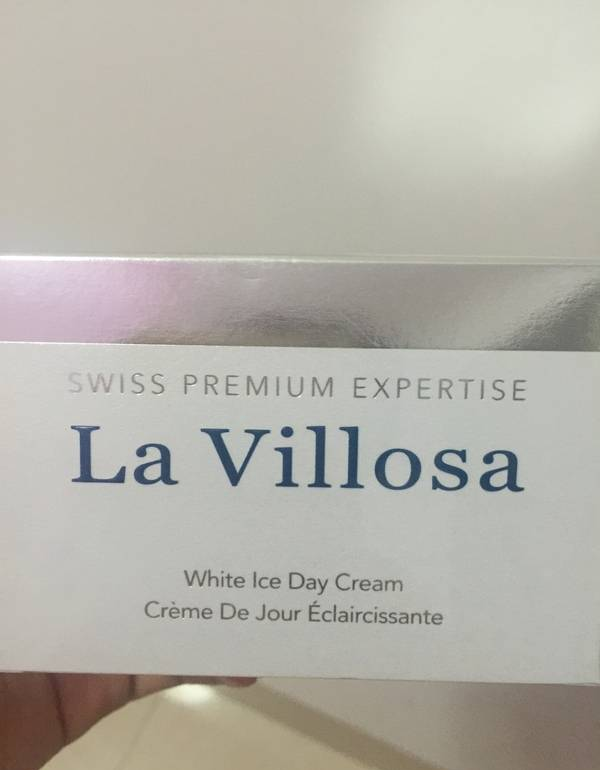 SWISS PREMIUM EXPERTISE
La Villosa
White Ice Day Cream
Crème De Jour Éclaircissante